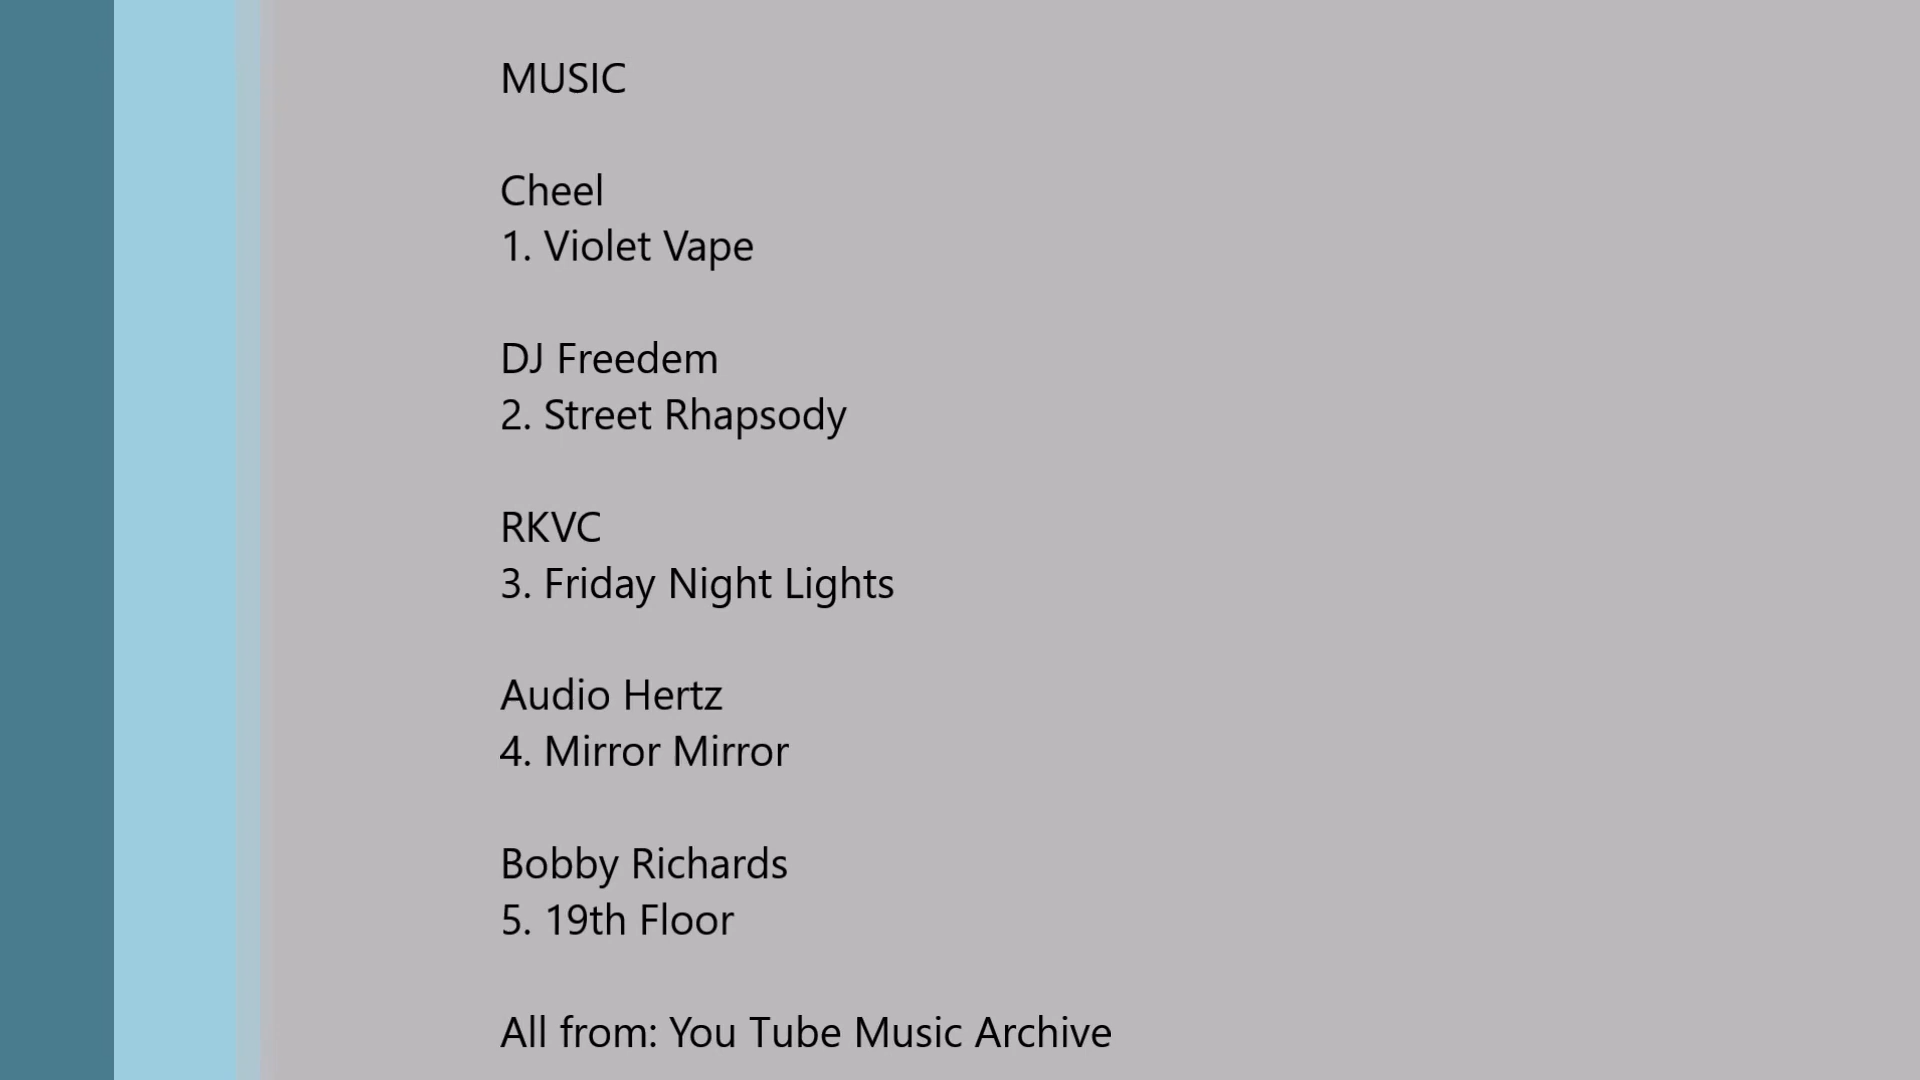 MUSIC
Cheel
1. Violet Vape
DJ Freedem
2. Street Rhapsody
RKVC
3. Friday Night Lights
Audio Hertz
4. Mirror Mirror
Bobby Richards
5. 19th Floor
All from: You Tube Music Archive